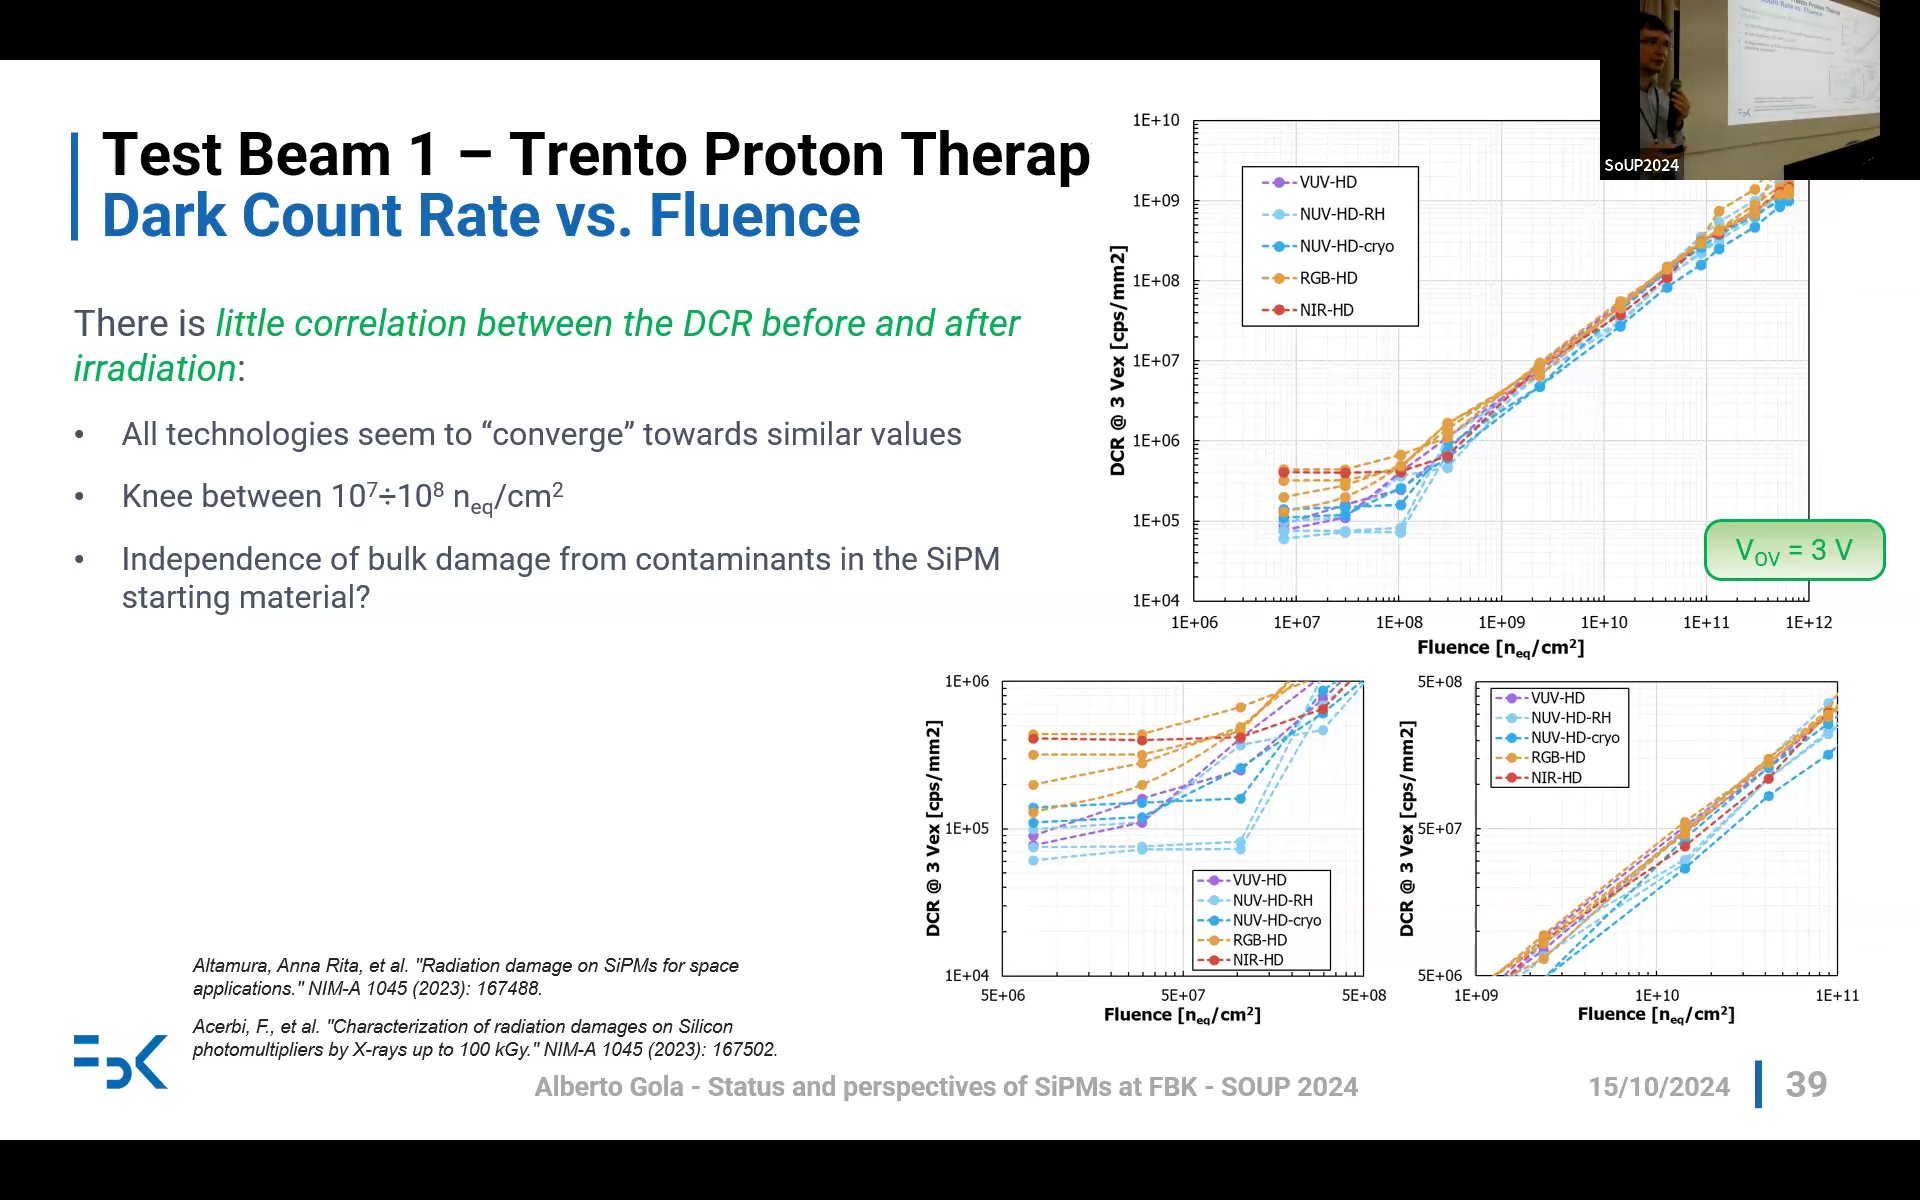 Test Beam 1 – Trento Proton Therap
Dark Count Rate vs. Fluence
There is little correlation between the DCR before and after
irradiation:
• All technologies seem to “converge” towards similar values
• Knee between 10⁷÷10⁸ neq/cm²
• Independence of bulk damage from contaminants in the SiPM
starting material?
SoUP2024
1E+10
1E+09
1E+08
1E+07
1E+06
1E+05
1E+04
DCR @ 3 Vex [cps/mm2]
VUV-HD
NUV-HD-RH
NUV-HD-cryo
RGB-HD
NIR-HD
1E+06 1E+07 1E+08 1E+09 1E+10 1E+11 1E+12
Fluence [neq/cm²]
VOV = 3 V
1E+06
1E+05
1E+04
DCR @ 3 Vex [cps/mm2]
VUV-HD
NUV-HD-RH
NUV-HD-cryo
RGB-HD
NIR-HD
5E+06 5E+07 5E+08
Fluence [neq/cm²]
5E+08
5E+07
5E+06
DCR @ 3 Vex [cps/mm2]
VUV-HD
NUV-HD-RH
NUV-HD-cryo
RGB-HD
NIR-HD
1E+09 1E+10 1E+11
Fluence [neq/cm²]
Altamura, Anna Rita, et al. "Radiation damage on SiPMs for space
applications." NIM-A 1045 (2023): 167488.
Acerbi, F., et al. "Characterization of radiation damages on Silicon
photomultipliers by X-rays up to 100 kGy." NIM-A 1045 (2023): 167502.
FBK
Alberto Gola - Status and perspectives of SiPMs at FBK - SOUP 2024
15/10/2024
39